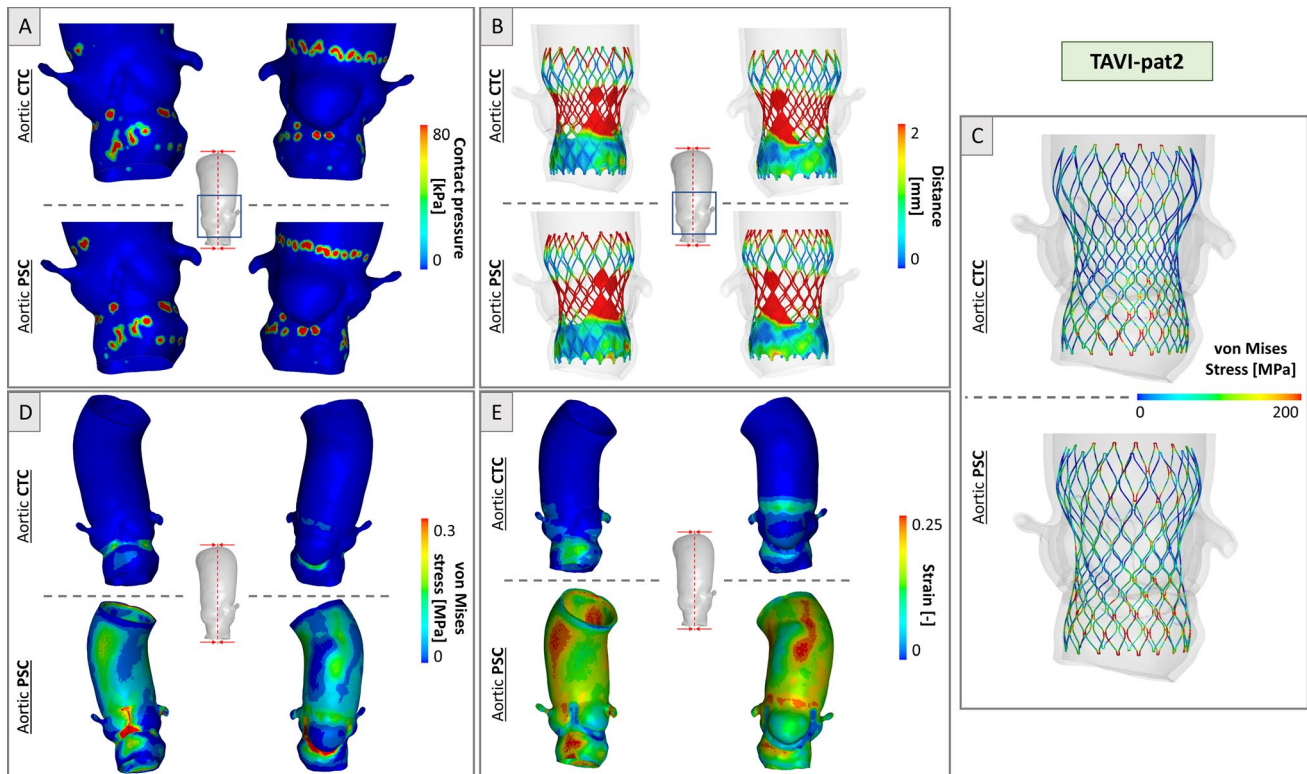 A
Aortic CTC
Aortic PSC
80
0
Contact pressure
[kPa]
B
Aortic CTC
Aortic PSC
2
0
Distance
[mm]
TAVI-pat2
C
Aortic CTC
von Mises
Stress [MPa]
0
200
Aortic PSC
D
Aortic CTC
Aortic PSC
0.3
0
von Mises
stress [MPa]
E
Aortic CTC
Aortic PSC
0.25
0
Strain [-]